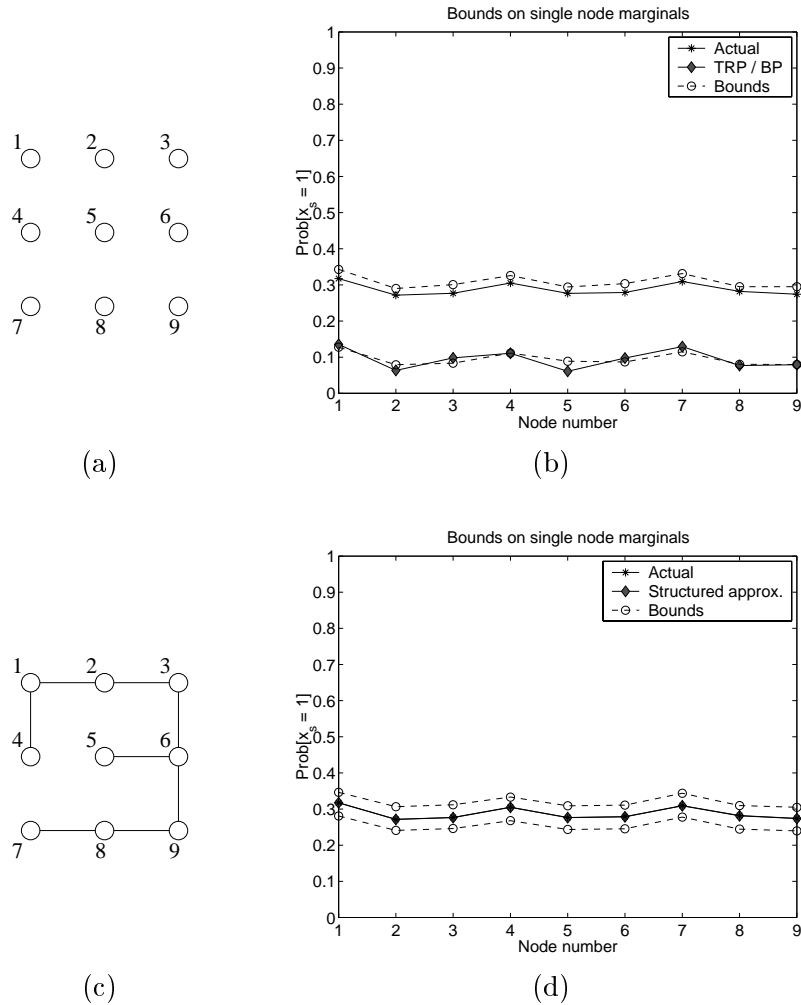 Bounds on single node marginals
1 2 3
4 5 6
7 8 9
Prob[x_s = 1]
1
0.9
0.8
0.7
0.6
0.5
0.4
0.3
0.2
0.1
0
Actual
TRP / BP
Bounds
1 2 3 4 5 6 7 8 9
Node number
(a)
(b)
Bounds on single node marginals
1 2 3
4 5 6
7 8 9
Prob[x_s = 1]
1
0.9
0.8
0.7
0.6
0.5
0.4
0.3
0.2
0.1
0
Actual
Structured approx.
Bounds
1 2 3 4 5 6 7 8 9
Node number
(c)
(d)